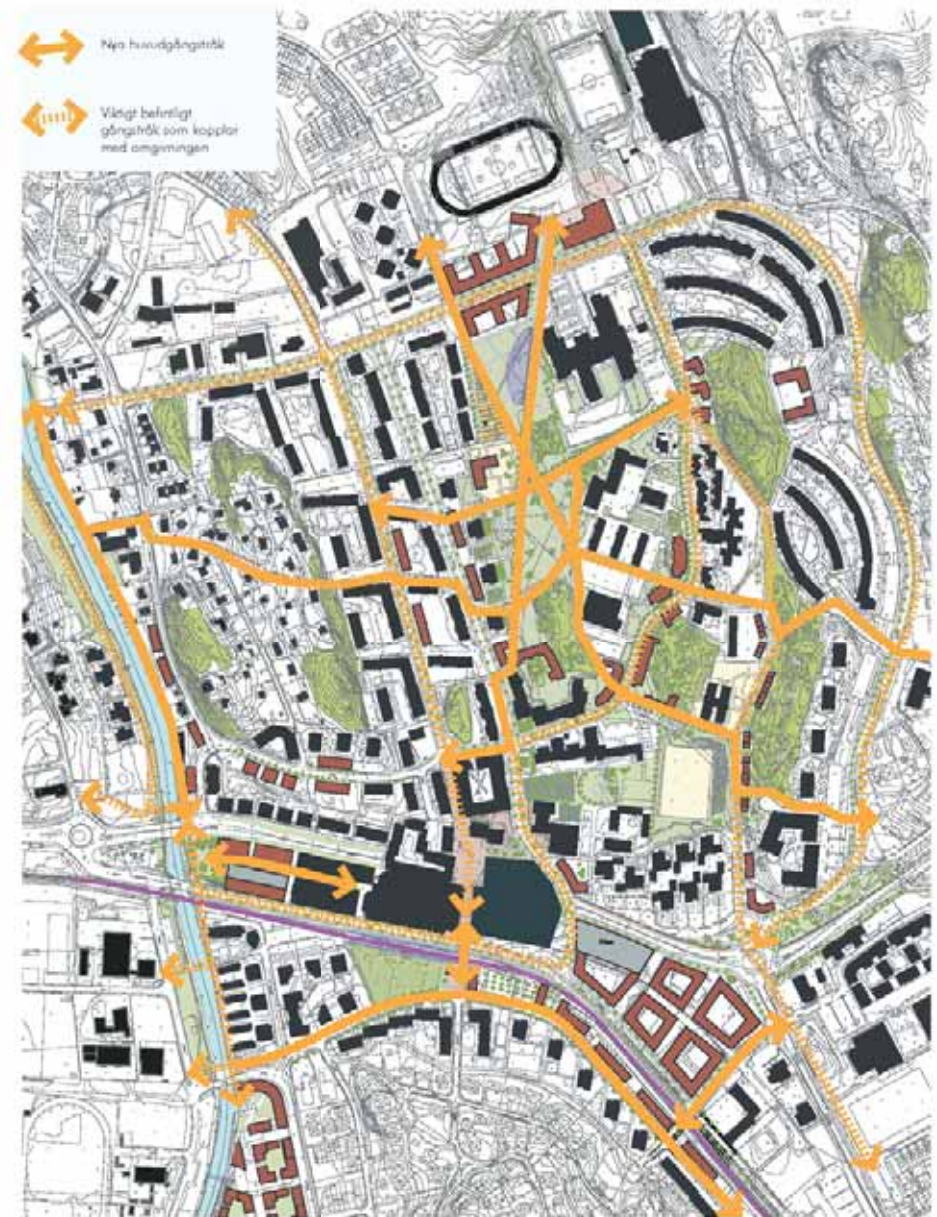 Nya huvudgångstråk
Viktigt befintligt
gångstråk som kopplar
med omgivningen